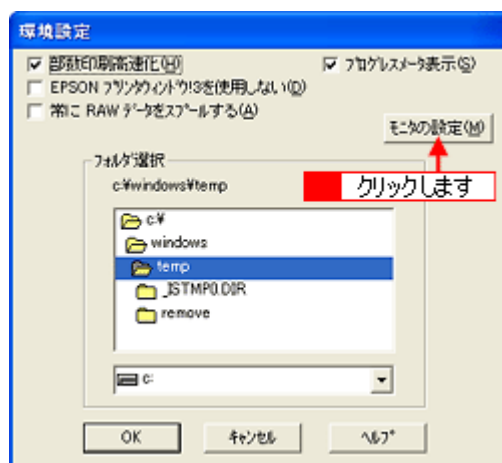 環境設定
部数印刷高速化(H)
プログレスメータ表示(S)
EPSON プリンタウィンドウ!3を使用しない(D)
常に RAW データをスプールする(A)
モニタの設定(M)
クリックします
フォルダ選択
c:¥windows¥temp
c:¥
windows
temp
_ISTMP0.DIR
remove
c:
OK
キャンセル
ヘルプ